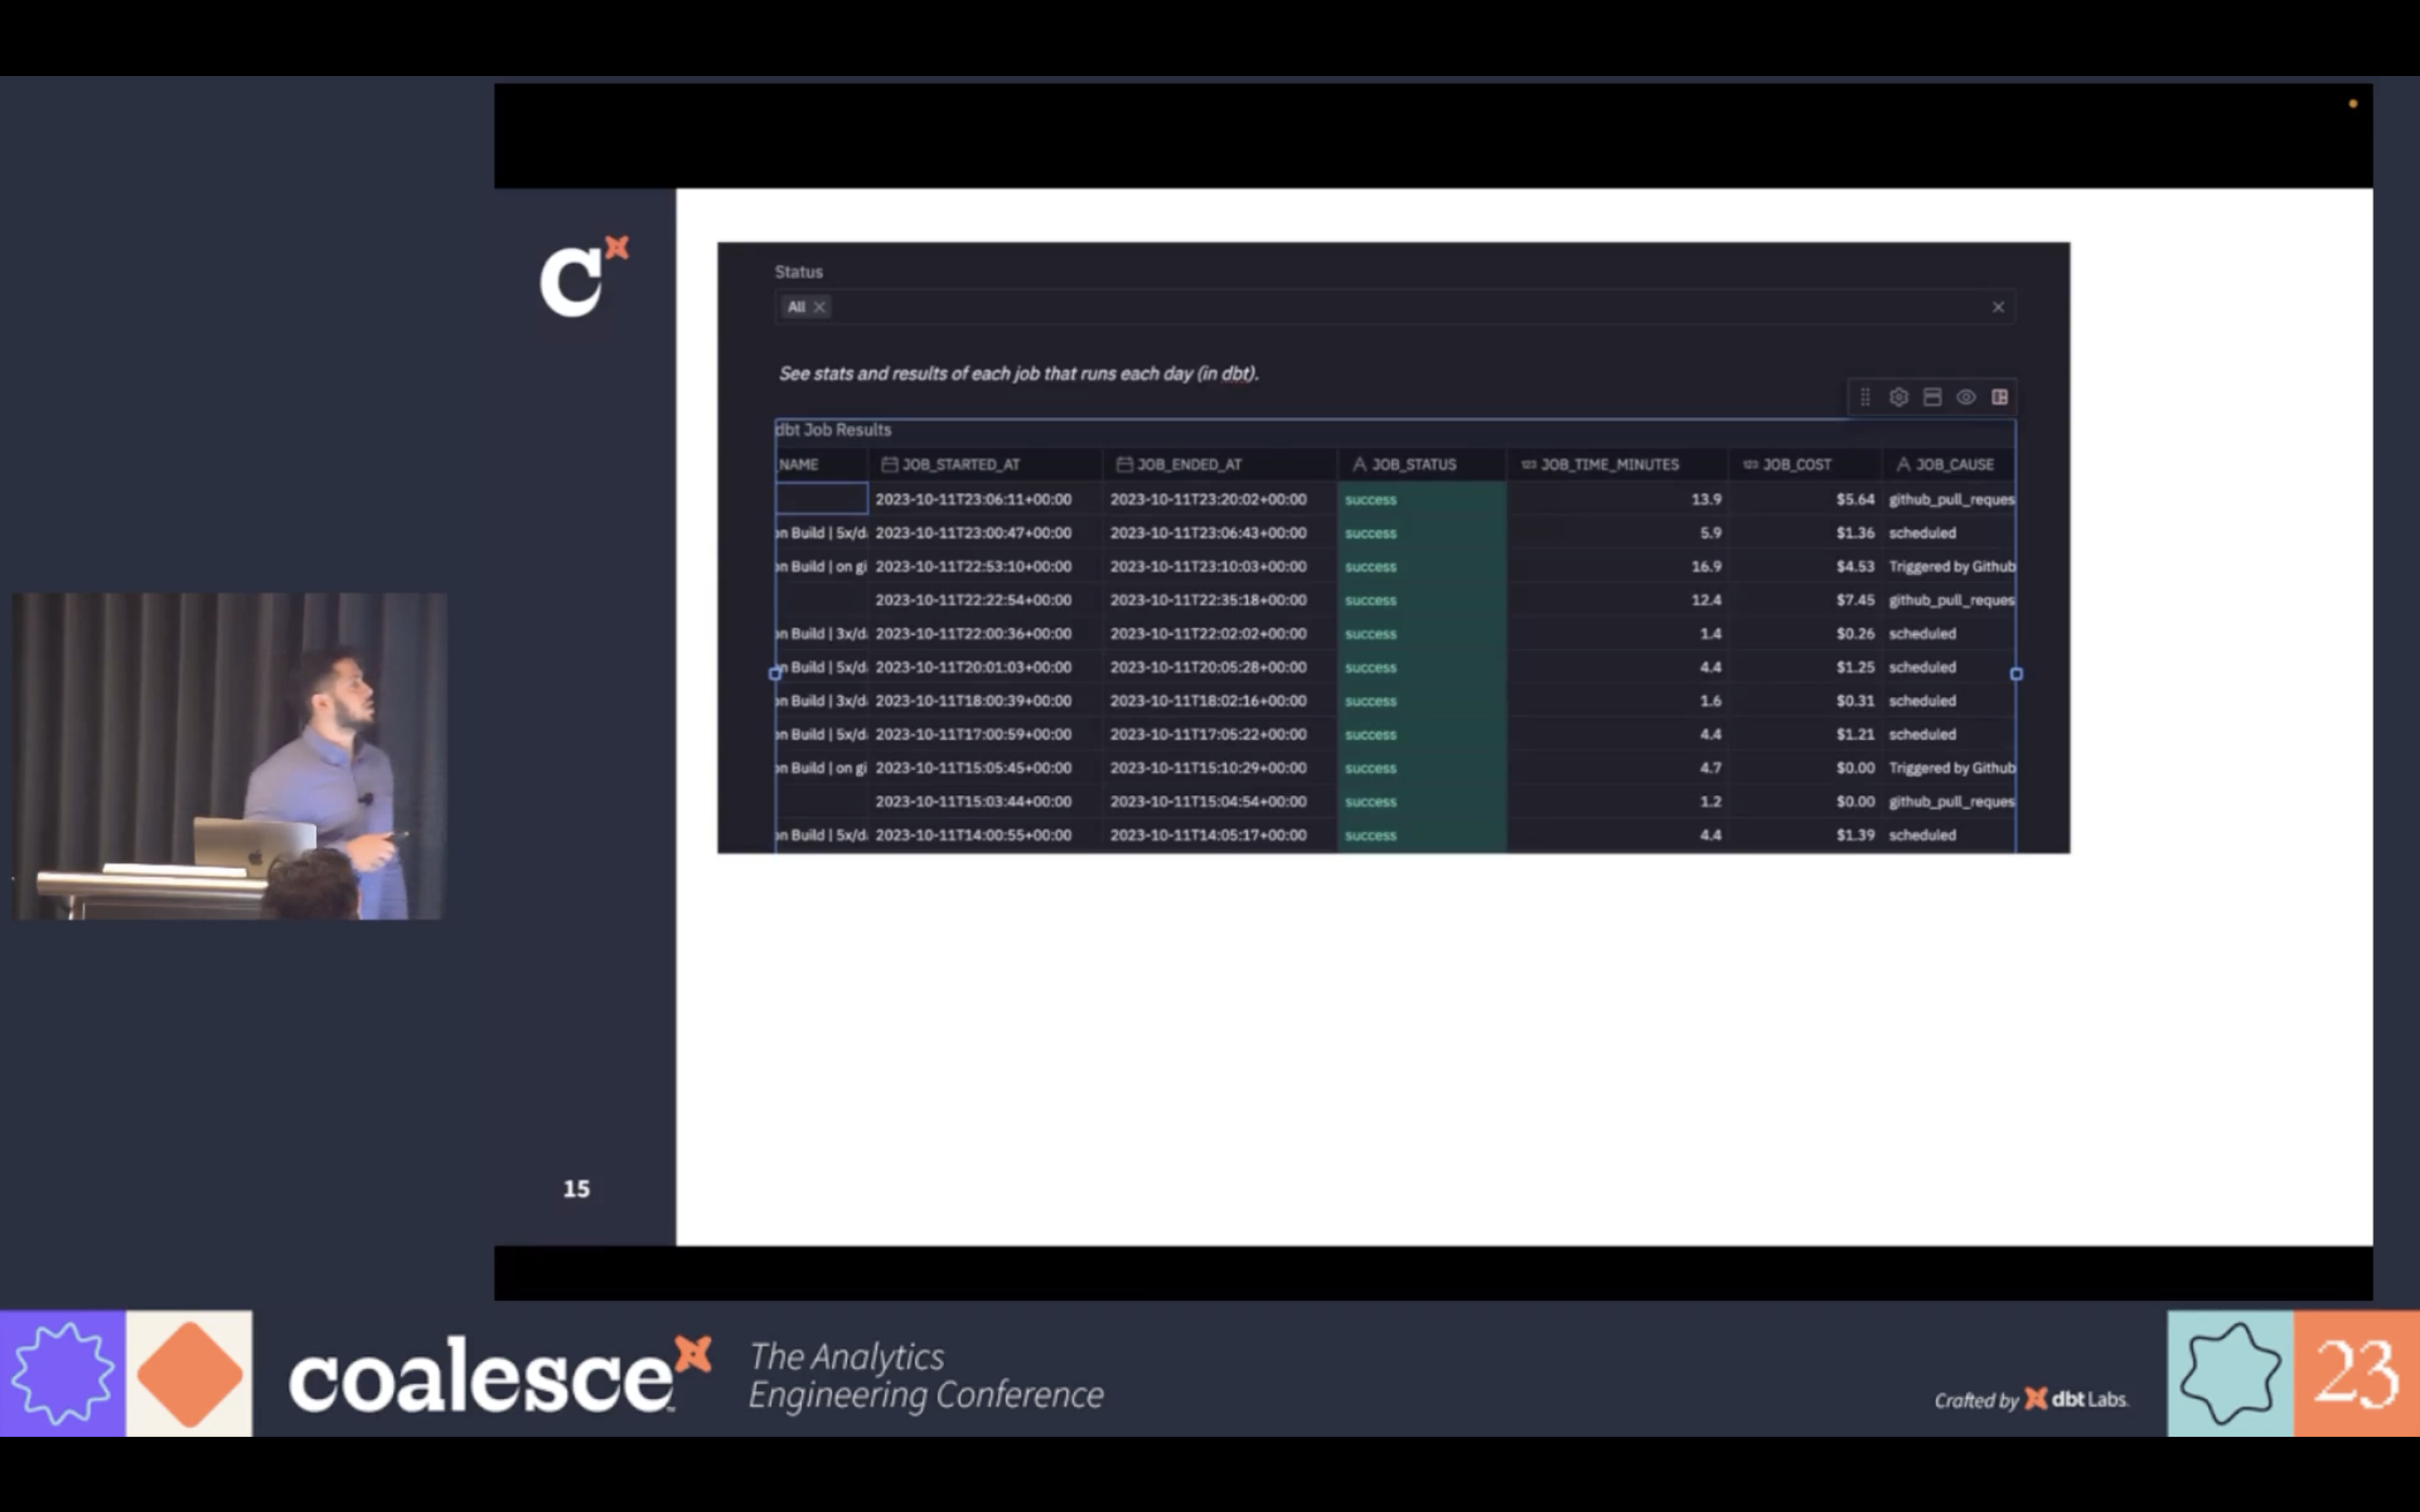 C
Status
All
See stats and results of each job that runs each day (in dbt).
dbt Job Results
_NAME JOB_STARTED_AT JOB_ENDED_AT JOB_STATUS 123 JOB_TIME_MINUTES 123 JOB_COST JOB_CAUSE
2023-10-11T23:06:11+00:00 2023-10-11T23:20:02+00:00 success 13.9 $5.64 github_pull_reques
on Build | 5x/d 2023-10-11T23:00:47+00:00 2023-10-11T23:06:43+00:00 success 5.9 $1.36 scheduled
on Build | on gi 2023-10-11T22:53:10+00:00 2023-10-11T23:10:03+00:00 success 16.9 $4.53 Triggered by Github
2023-10-11T22:22:54+00:00 2023-10-11T22:35:18+00:00 success 12.4 $7.45 github_pull_reques
on Build | 3x/d 2023-10-11T22:00:36+00:00 2023-10-11T22:02:02+00:00 success 1.4 $0.26 scheduled
on Build | 5x/d 2023-10-11T20:01:03+00:00 2023-10-11T20:05:28+00:00 success 4.4 $1.25 scheduled
on Build | 3x/d 2023-10-11T18:00:39+00:00 2023-10-11T18:02:16+00:00 success 1.6 $0.31 scheduled
on Build | 5x/d 2023-10-11T17:00:59+00:00 2023-10-11T17:05:22+00:00 success 4.4 $1.21 scheduled
on Build | on gi 2023-10-11T15:05:45+00:00 2023-10-11T15:10:29+00:00 success 4.7 $0.00 Triggered by Github
2023-10-11T15:03:44+00:00 2023-10-11T15:04:54+00:00 success 1.2 $0.00 github_pull_reques
on Build | 5x/d 2023-10-11T14:00:55+00:00 2023-10-11T14:05:17+00:00 success 4.4 $1.39 scheduled
15
coalesce
The Analytics
Engineering Conference
Crafted by dbt Labs.
23